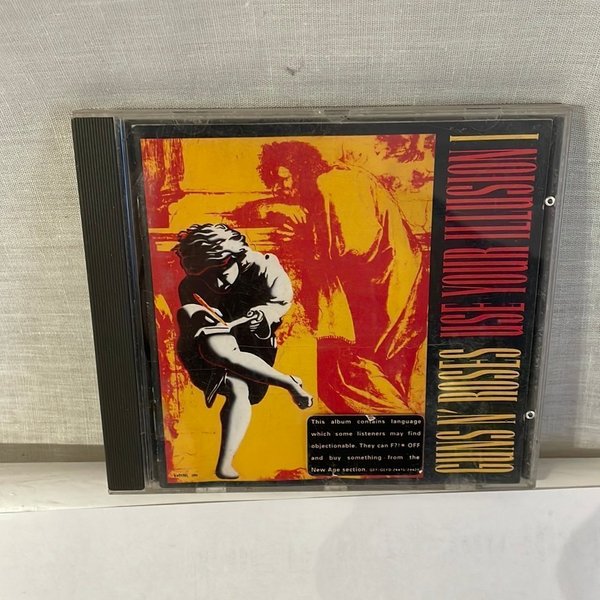 GUNS N' ROSES USE YOUR ILLUSION I
This album contains language
which some listeners may find
objectionable. They can F?!* OFF
and buy something from the
New Age section.